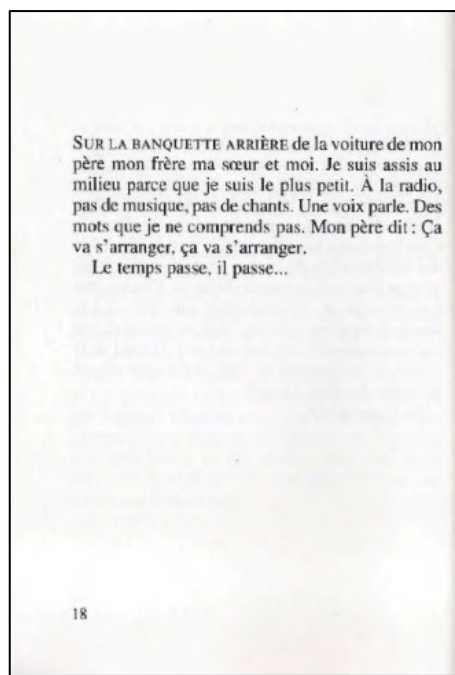 SUR LA BANQUETTE ARRIÈRE de la voiture de mon
père mon frère ma sœur et moi. Je suis assis au
milieu parce que je suis le plus petit. À la radio,
pas de musique, pas de chants. Une voix parle. Des
mots que je ne comprends pas. Mon père dit : Ça
va s'arranger, ça va s'arranger.
Le temps passe, il passe...
18